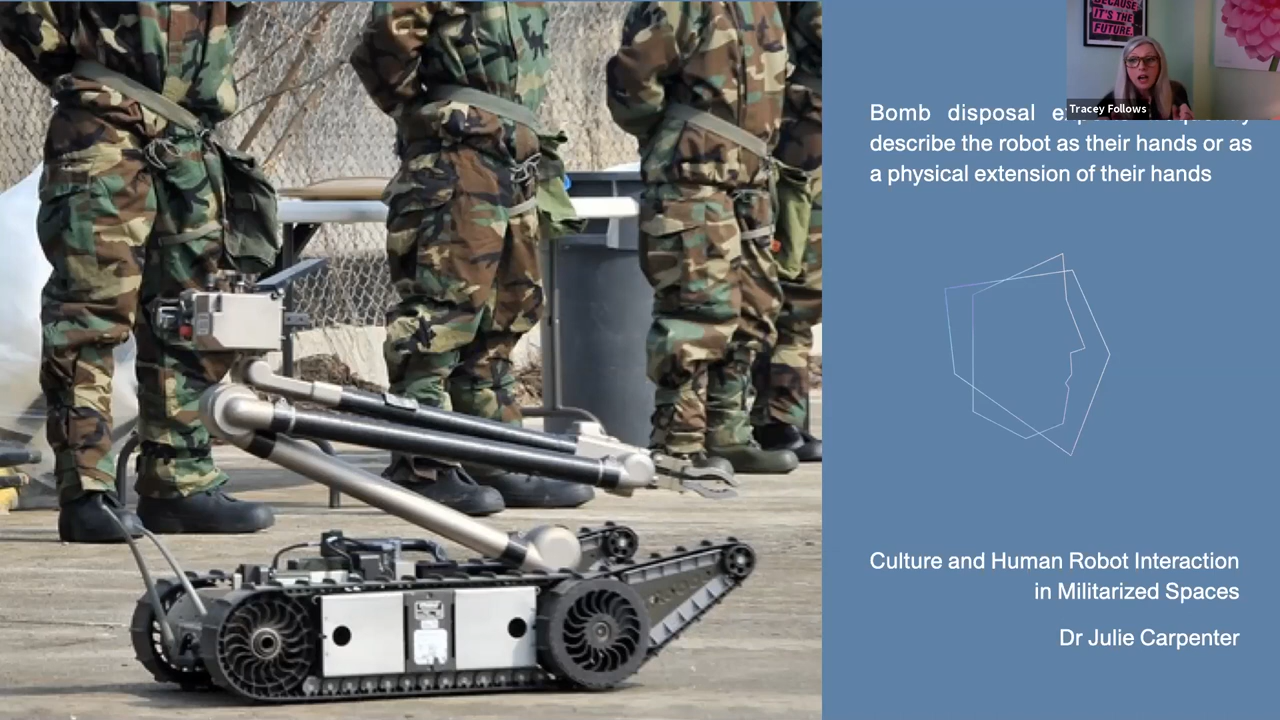 BECAUSE
IT'S THE
FUTURE.
Tracey Follows
Bomb disposal
describe the robot as their hands or as
a physical extension of their hands
Culture and Human Robot Interaction
in Militarized Spaces
Dr Julie Carpenter